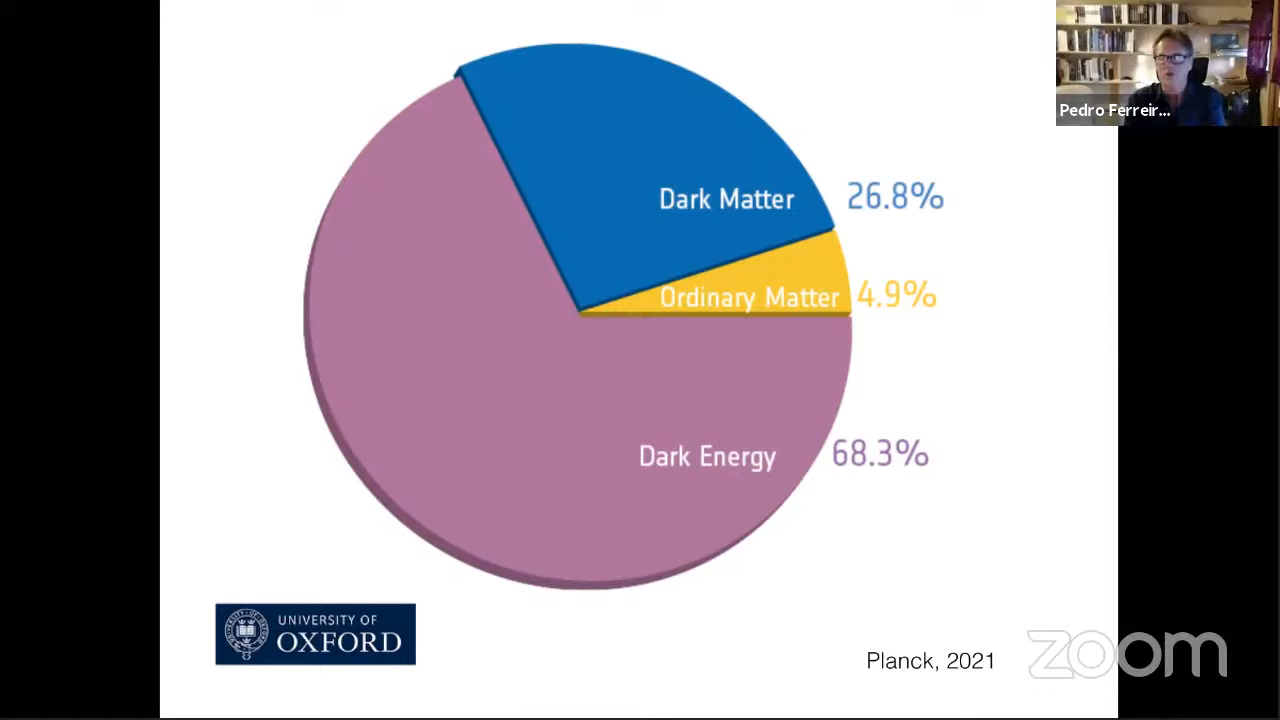 Pedro Ferreir...
Dark Matter 26.8%
Ordinary Matter 4.9%
Dark Energy 68.3%
UNIVERSITY OF
OXFORD
Planck, 2021
zoom